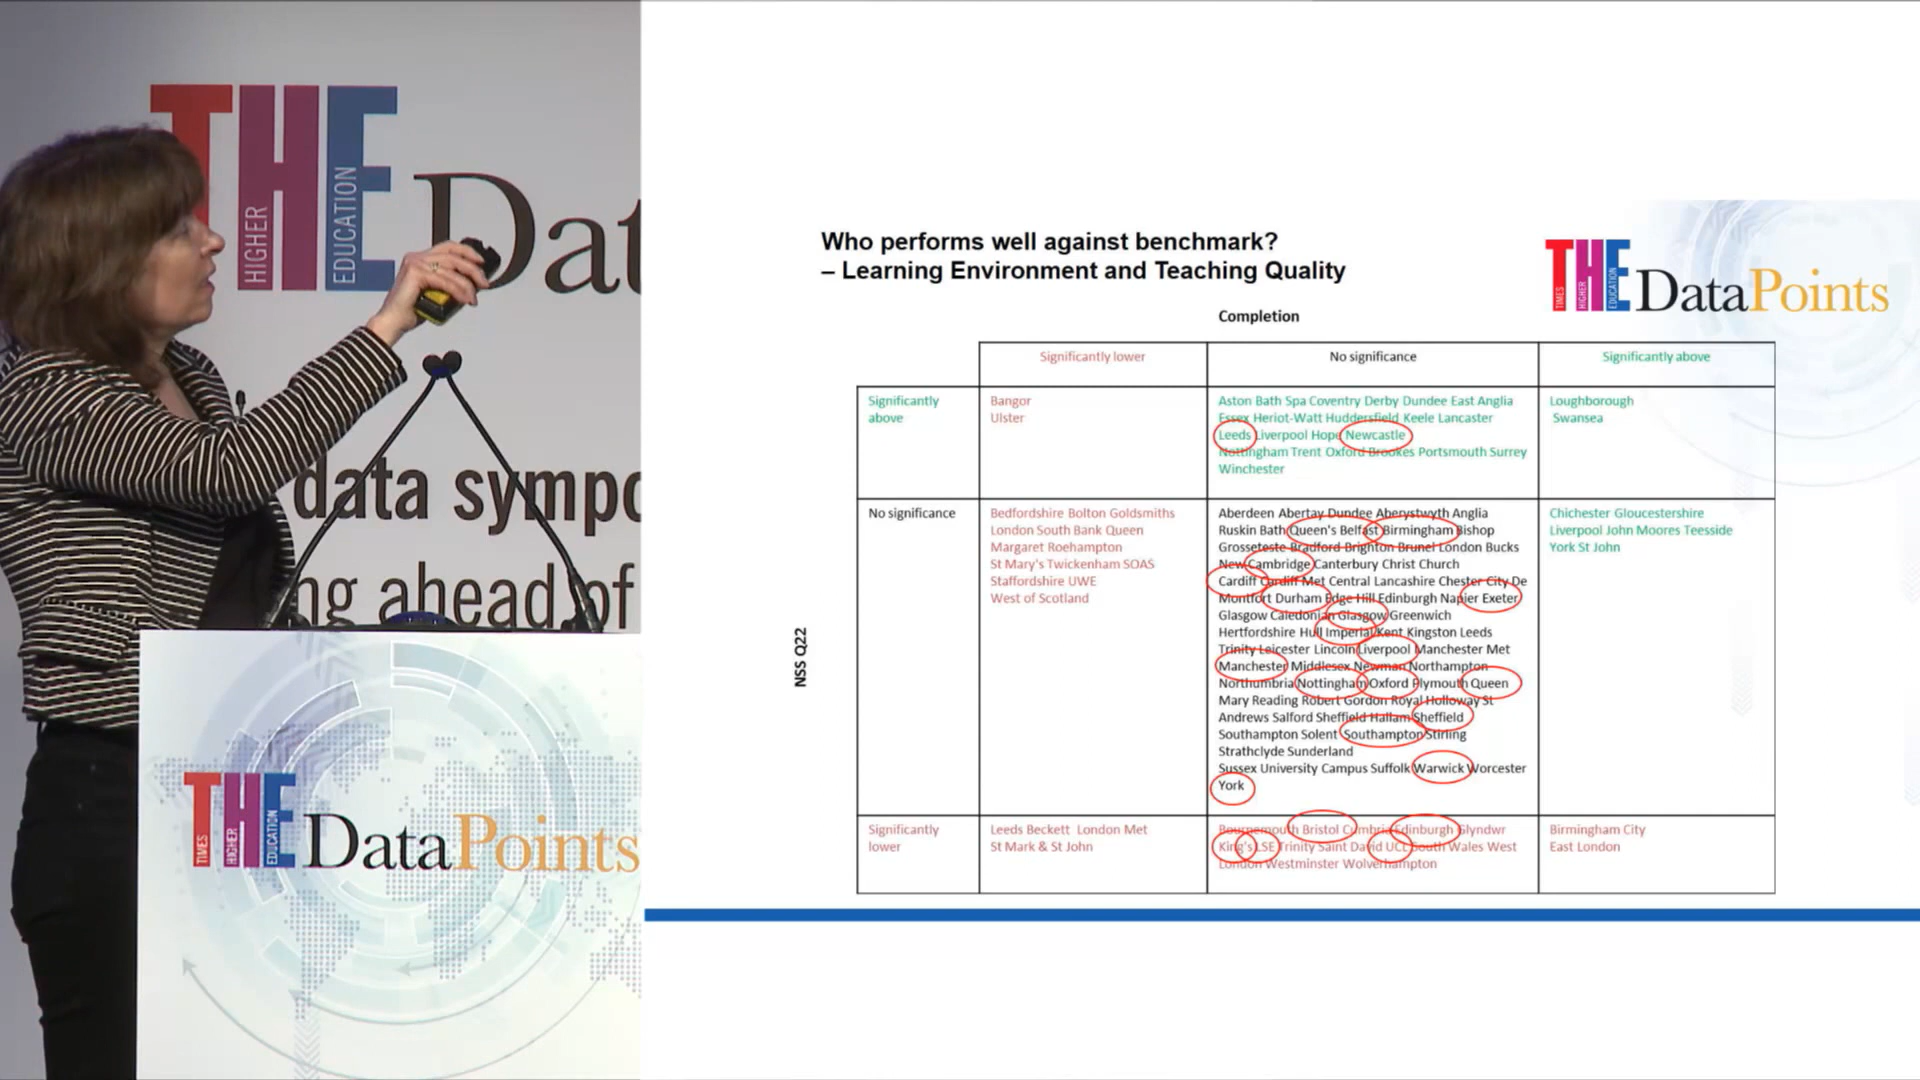 THE
HIGHER
EDUCATION
Dat
data sympo
ng ahead of
THE
TIMES
HIGHER
EDUCATION
DataPoints
Who performs well against benchmark?
– Learning Environment and Teaching Quality
THE
TIMES
HIGHER
EDUCATION
DataPoints
Completion
Significantly lower
No significance
Significantly above
NSS Q22
Significantly
above
Bangor
Ulster
Aston Bath Spa Coventry Derby Dundee East Anglia
Essex Heriot-Watt Huddersfield Keele Lancaster
Leeds Liverpool Hope Newcastle
Nottingham Trent Oxford Brookes Portsmouth Surrey
Winchester
Loughborough
Swansea
No significance
Bedfordshire Bolton Goldsmiths
London South Bank Queen
Margaret Roehampton
St Mary's Twickenham SOAS
Staffordshire UWE
West of Scotland
Aberdeen Abertay Dundee Aberystwyth Anglia
Ruskin Bath Queen's Belfast Birmingham Bishop
Grosseteste Bradford Brighton Brunel London Bucks
New Cambridge Canterbury Christ Church
Cardiff Cardiff Met Central Lancashire Chester City De
Montfort Durham Edge Hill Edinburgh Napier Exeter
Glasgow Caledonian Glasgow Greenwich
Hertfordshire Hull Imperial Kent Kingston Leeds
Trinity Leicester Lincoln Liverpool Manchester Met
Manchester Middlesex Newman Northampton
Northumbria Nottingham Oxford Plymouth Queen
Mary Reading Robert Gordon Royal Holloway St
Andrews Salford Sheffield Hallam Sheffield
Southampton Solent Southampton Stirling
Strathclyde Sunderland
Sussex University Campus Suffolk Warwick Worcester
York
Chichester Gloucestershire
Liverpool John Moores Teesside
York St John
Significantly
lower
Leeds Beckett London Met
St Mark & St John
Bournemouth Bristol Cumbria Edinburgh Glyndwr
King's LSE Trinity Saint David UCL South Wales West
London Westminster Wolverhampton
Birmingham City
East London